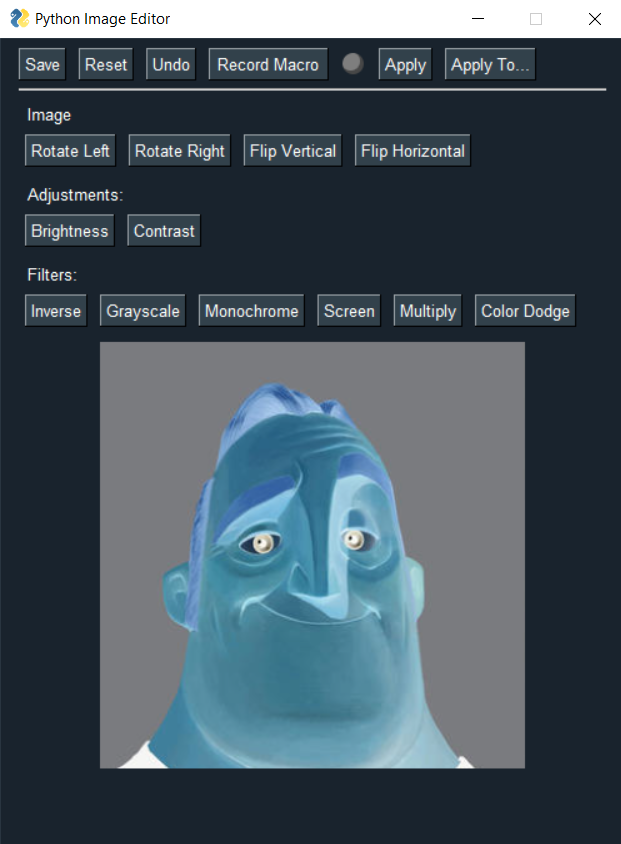 Python Image Editor
Save Reset Undo Record Macro Apply Apply To...
Image
Rotate Left Rotate Right Flip Vertical Flip Horizontal
Adjustments:
Brightness Contrast
Filters:
Inverse Grayscale Monochrome Screen Multiply Color Dodge